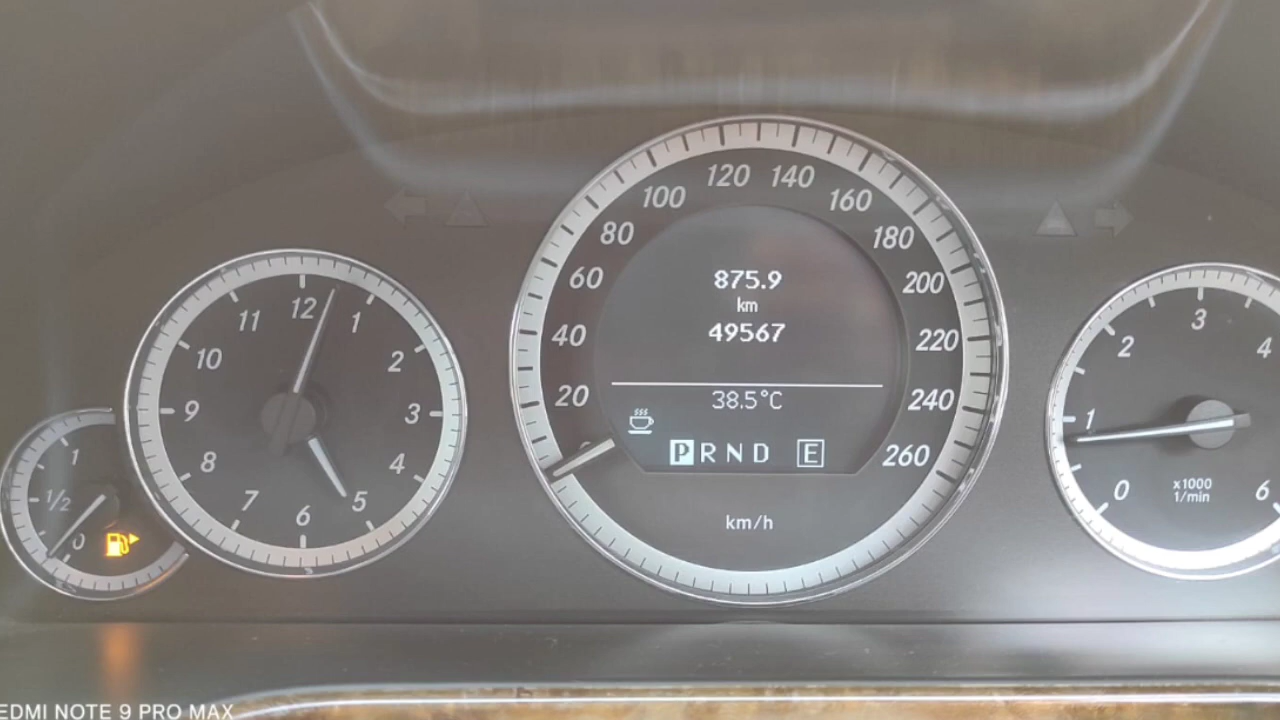 875.9
km
49567
38.5°C
P R N D E
km/h
0 20 40 60 80 100 120 140 160 180 200 220 240 260
12 1 2 3 4 5 6 7 8 9 10 11
1 1/2 0
0 1 2 3 4 6
x1000
1/min
EDMI NOTE 9 PRO MAX